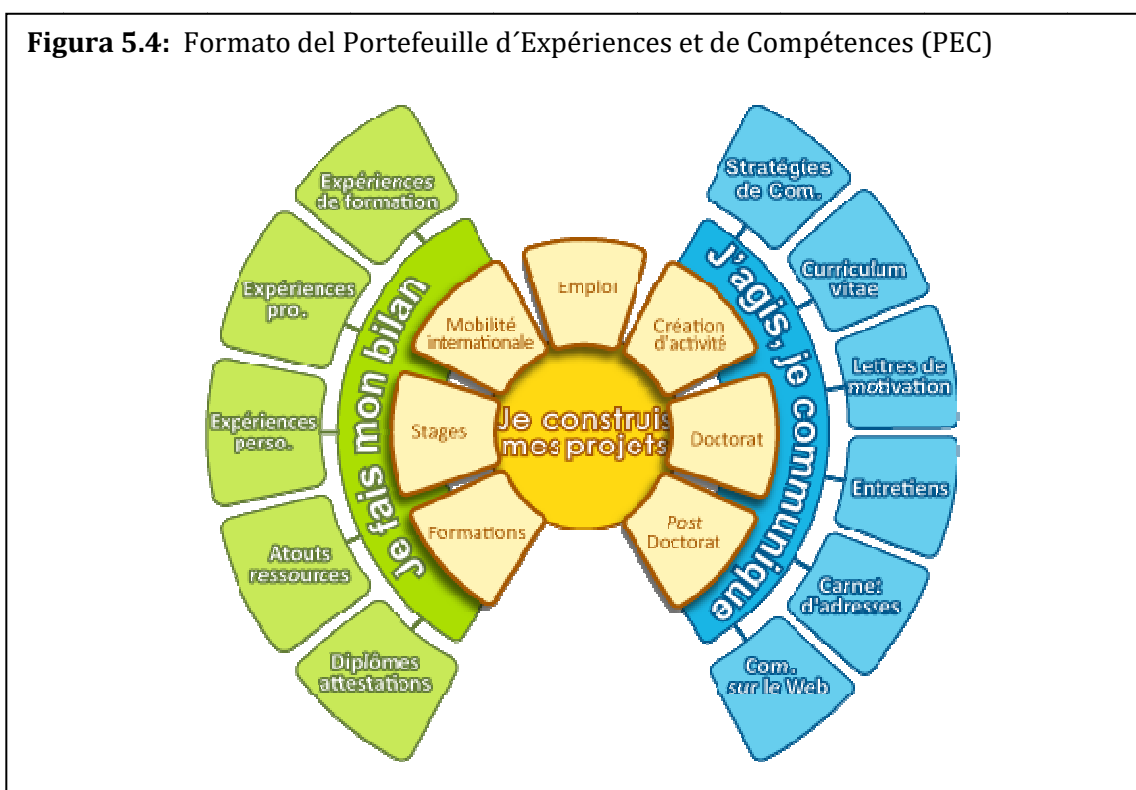 Figura 5.4: Formato del Portefeuille d´Expériences et de Compétences (PEC)
Expériences
de formation
Expériences
pro.
Expériences
perso.
Atouts
ressources
Diplômes
attestations
Je fais mon bilan
Mobilité
internationale
Stages
Formations
Emploi
Je construis
mes projets
Création
d'activité
Doctorat
Post
Doctorat
J'agis, je communique
Stratégies
de Com.
Curriculum
vitae
Lettres de
motivation
Entretiens
Carnet
d'adresses
Com.
sur le Web